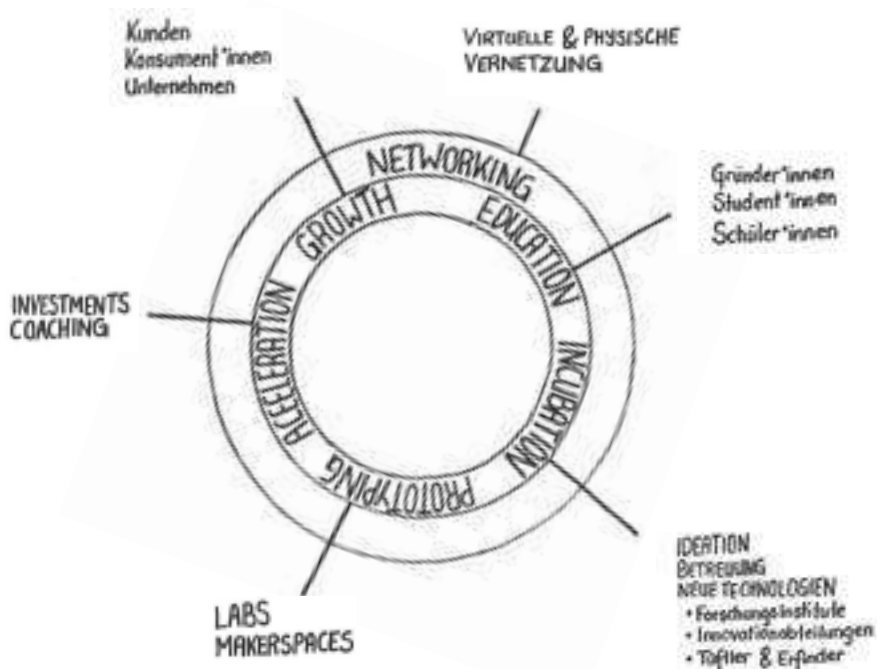 Kunden
Konsument*innen
Unternehmen
VIRTUELLE & PHYSISCHE
VERNETZUNG
NETWORKING
GROWTH
EDUCATION
Gründer*innen
Student*innen
Schüler*innen
INVESTMENTS
COACHING
ACCELERATION
INCUBATION
PROTOTYPING
LABS
MAKERSPACES
IDEATION
BETREUUNG
NEUE TECHNOLOGIEN
• Forschungsinstitute
• Innovationabteilungen
• Tüftler & Erfinder